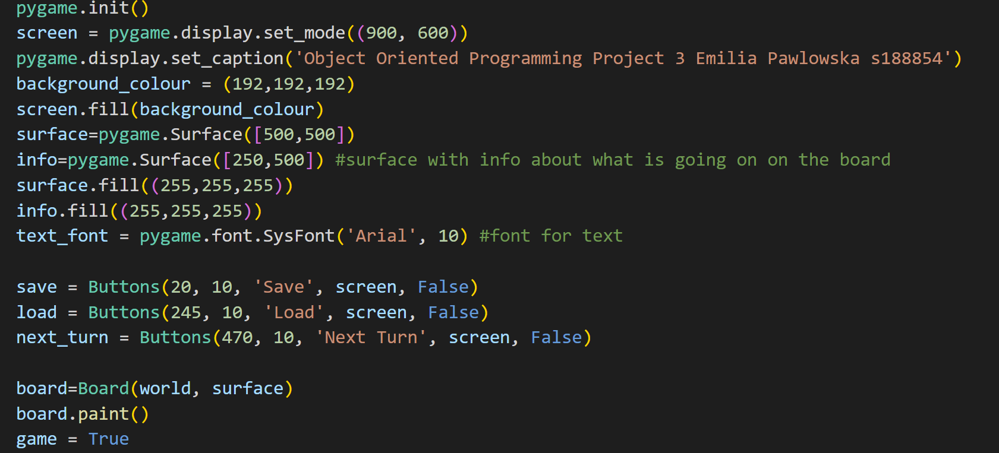 pygame.init()
screen = pygame.display.set_mode((900, 600))
pygame.display.set_caption('Object Oriented Programming Project 3 Emilia Pawlowska s188854')
background_colour = (192,192,192)
screen.fill(background_colour)
surface=pygame.Surface([500,500])
info=pygame.Surface([250,500]) #surface with info about what is going on on the board
surface.fill((255,255,255))
info.fill((255,255,255))
text_font = pygame.font.SysFont('Arial', 10) #font for text
save = Buttons(20, 10, 'Save', screen, False)
load = Buttons(245, 10, 'Load', screen, False)
next_turn = Buttons(470, 10, 'Next Turn', screen, False)
board=Board(world, surface)
board.paint()
game = True